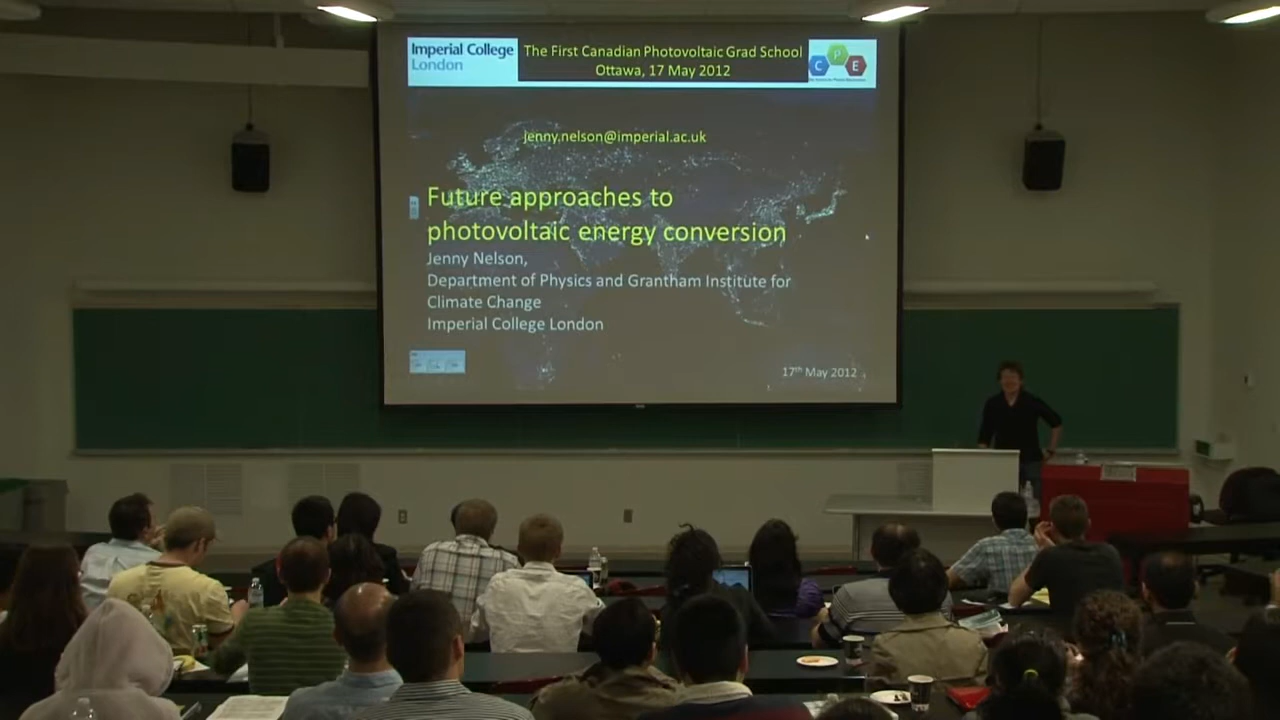 Imperial College
London
The First Canadian Photovoltaic Grad School
Ottawa, 17 May 2012
C P E
jenny.nelson@imperial.ac.uk
Future approaches to
photovoltaic energy conversion
Jenny Nelson,
Department of Physics and Grantham Institute for
Climate Change
Imperial College London
17th May 2012